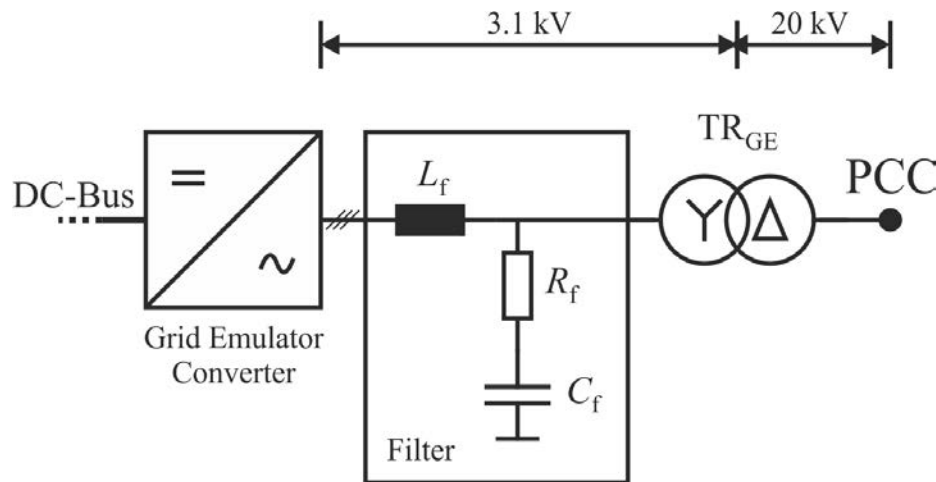 3.1 kV
20 kV
TR_GE
PCC
DC-Bus
L_f
R_f
C_f
Grid Emulator
Converter
Filter